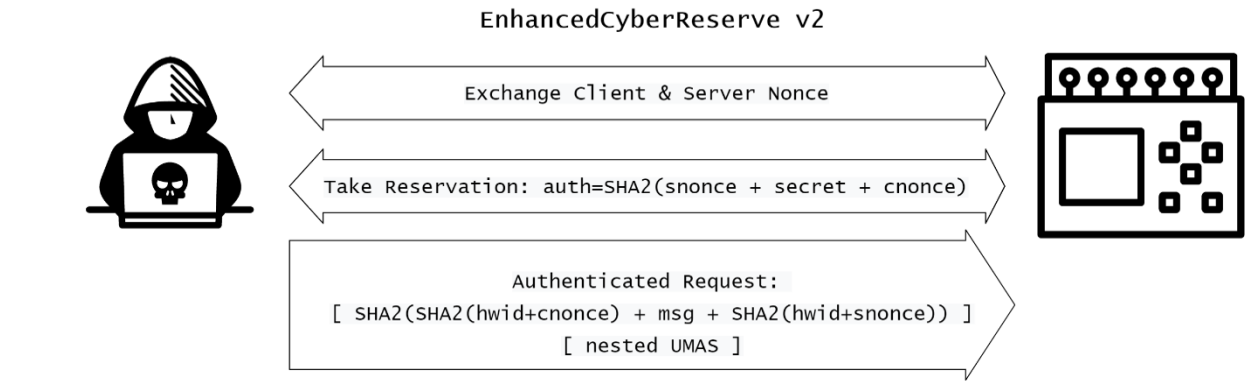 EnhancedCyberReserve v2
Exchange Client & Server Nonce
Take Reservation: auth=SHA2(snonce + secret + cnonce)
Authenticated Request:
[ SHA2(SHA2(hwid+cnonce) + msg + SHA2(hwid+snonce)) ]
[ nested UMAS ]